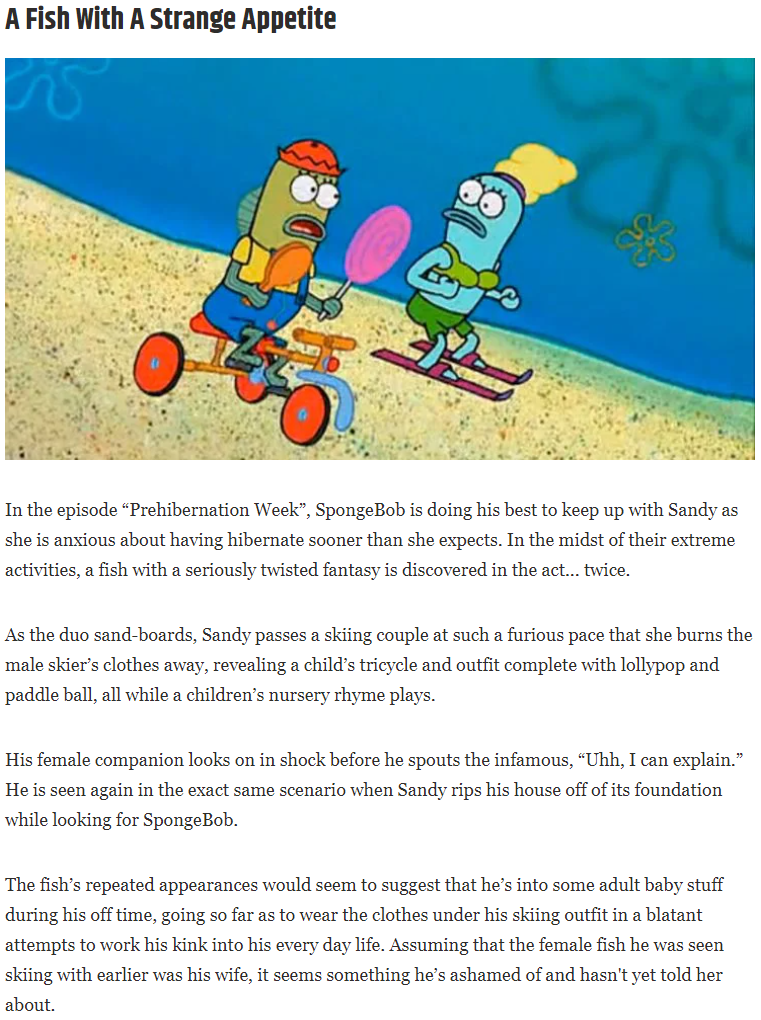 A Fish With A Strange Appetite
In the episode “Prehibernation Week”, SpongeBob is doing his best to keep up with Sandy as
she is anxious about having hibernate sooner than she expects. In the midst of their extreme
activities, a fish with a seriously twisted fantasy is discovered in the act... twice.
As the duo sand-boards, Sandy passes a skiing couple at such a furious pace that she burns the
male skier’s clothes away, revealing a child’s tricycle and outfit complete with lollypop and
paddle ball, all while a children’s nursery rhyme plays.
His female companion looks on in shock before he spouts the infamous, “Uhh, I can explain.”
He is seen again in the exact same scenario when Sandy rips his house off of its foundation
while looking for SpongeBob.
The fish’s repeated appearances would seem to suggest that he’s into some adult baby stuff
during his off time, going so far as to wear the clothes under his skiing outfit in a blatant
attempts to work his kink into his every day life. Assuming that the female fish he was seen
skiing with earlier was his wife, it seems something he’s ashamed of and hasn't yet told her
about.